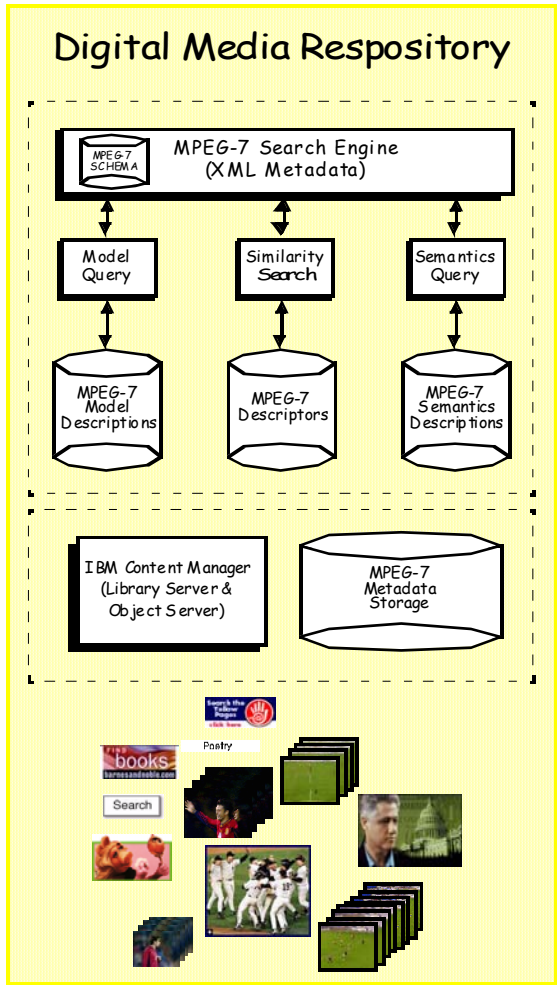 Digital Media Respository
MPEG-7
SCHEMA
MPEG-7 Search Engine
(XML Metadata)
Model
Query
Similarity
Search
Semantics
Query
MPEG-7
Model
Descriptions
MPEG-7
Descriptors
MPEG-7
Semantics
Descriptions
IBM Content Manager
(Library Server &
Object Server)
MPEG-7
Metadata
Storage
Search the
Yellow
Pages
click here
Poetry
FIND
books
barnesandnoble.com
Search